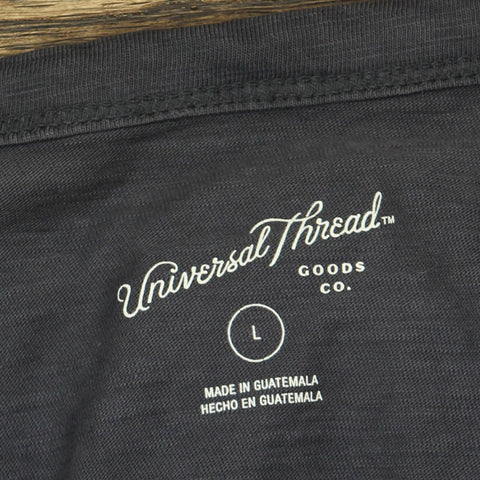 Universal Thread™
GOODS
CO.
L
MADE IN GUATEMALA
HECHO EN GUATEMALA